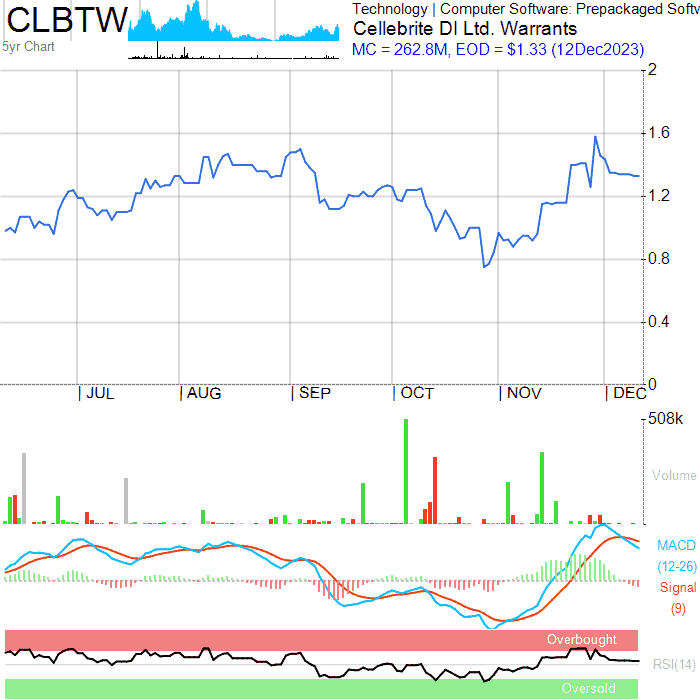 CLBTW
5yr Chart
Technology | Computer Software: Prepackaged Softw
Cellebrite DI Ltd. Warrants
MC = 262.8M, EOD = $1.33 (12Dec2023)
2
1.6
1.2
0.8
0.4
0
| JUL | AUG | SEP | OCT | NOV | DEC
508k
Volume
MACD
(12-26)
Signal
(9)
Overbought
RSI(14)
Oversold